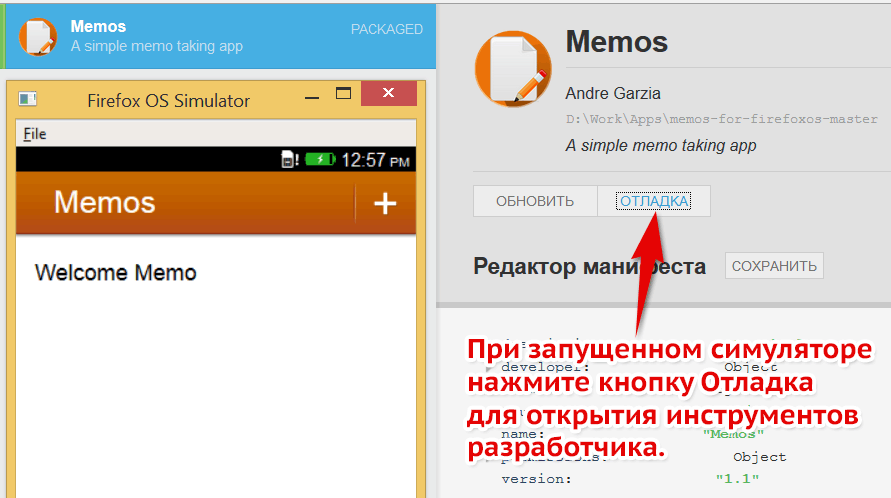 Memos
A simple memo taking app
PACKAGED
Firefox OS Simulator
File
12:57 PM
Memos
+
Welcome Memo
Memos
Andre Garzia
D:\Work\Apps\memos-for-firefoxos-master
A simple memo taking app
ОБНОВИТЬ
ОТЛАДКА
Редактор манифеста
СОХРАНИТЬ
При запущенном симуляторе
нажмите кнопку Отладка
для открытия инструментов
разработчика.
developer: Object
name: "Memos"
permissions: Object
version: "1.1"